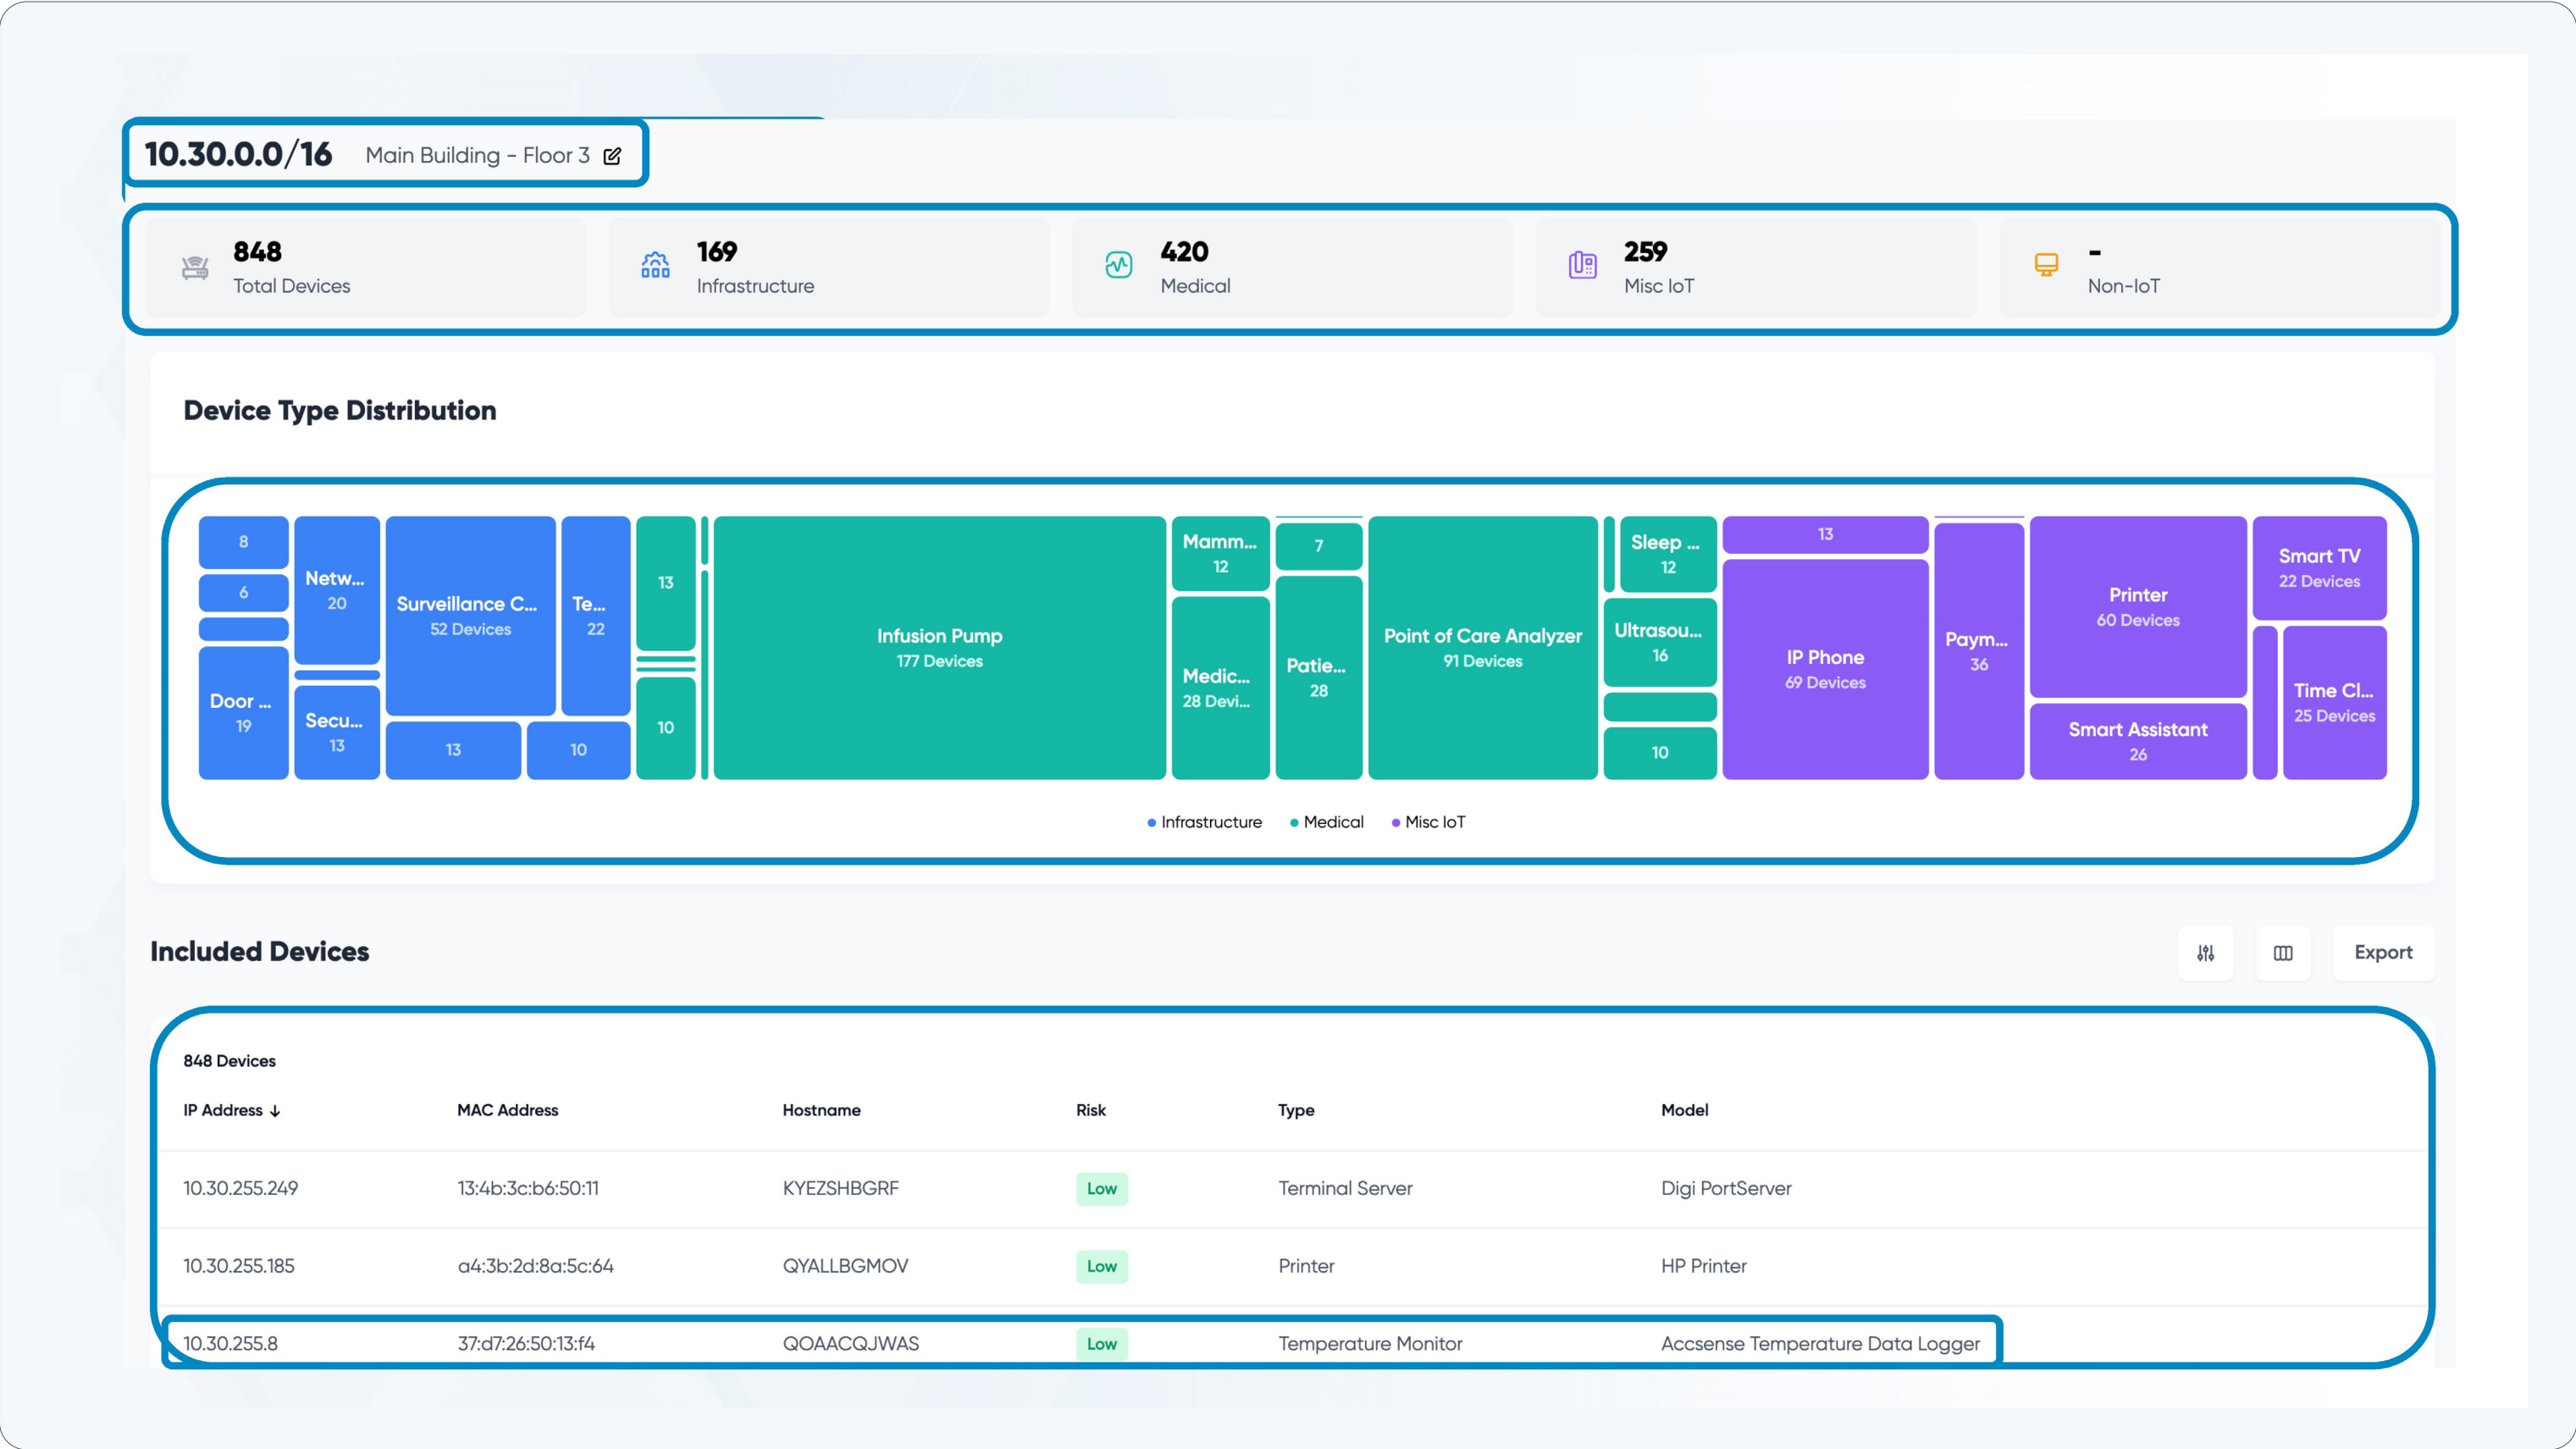 10.30.0.0/16 Main Building - Floor 3
848
Total Devices
169
Infrastructure
420
Medical
259
Misc IoT
-
Non-IoT
Device Type Distribution
8
6
Door ...
19
Netw...
20
Secu...
13
Surveillance C...
52 Devices
Te...
22
13
10
13
10
Infusion Pump
177 Devices
Mamm...
12
Medic...
28 Devi...
7
Patie...
28
Point of Care Analyzer
91 Devices
Sleep ...
12
Ultrasou...
16
10
13
IP Phone
69 Devices
Paym...
36
Printer
60 Devices
Smart Assistant
26
Smart TV
22 Devices
Time Cl...
25 Devices
Infrastructure Medical Misc IoT
Included Devices
Export
848 Devices
IP Address ↓ MAC Address Hostname Risk Type Model
10.30.255.249 13:4b:3c:b6:50:11 KYEZSHBGRF Low Terminal Server Digi PortServer
10.30.255.185 a4:3b:2d:8a:5c:64 QYALLBGMOV Low Printer HP Printer
10.30.255.8 37:d7:26:50:13:f4 QOAACQJWAS Low Temperature Monitor Accsense Temperature Data Logger